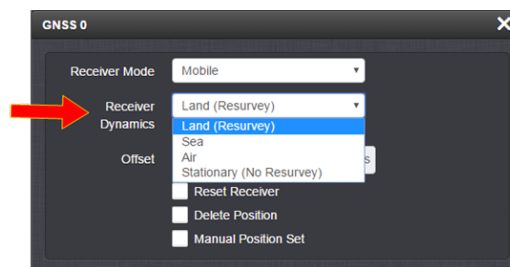 GNSS 0
Receiver Mode Mobile
Receiver Dynamics Land (Resurvey)
Land (Resurvey)
Sea
Air
Offset s
Stationary (No Resurvey)
Reset Receiver
Delete Position
Manual Position Set